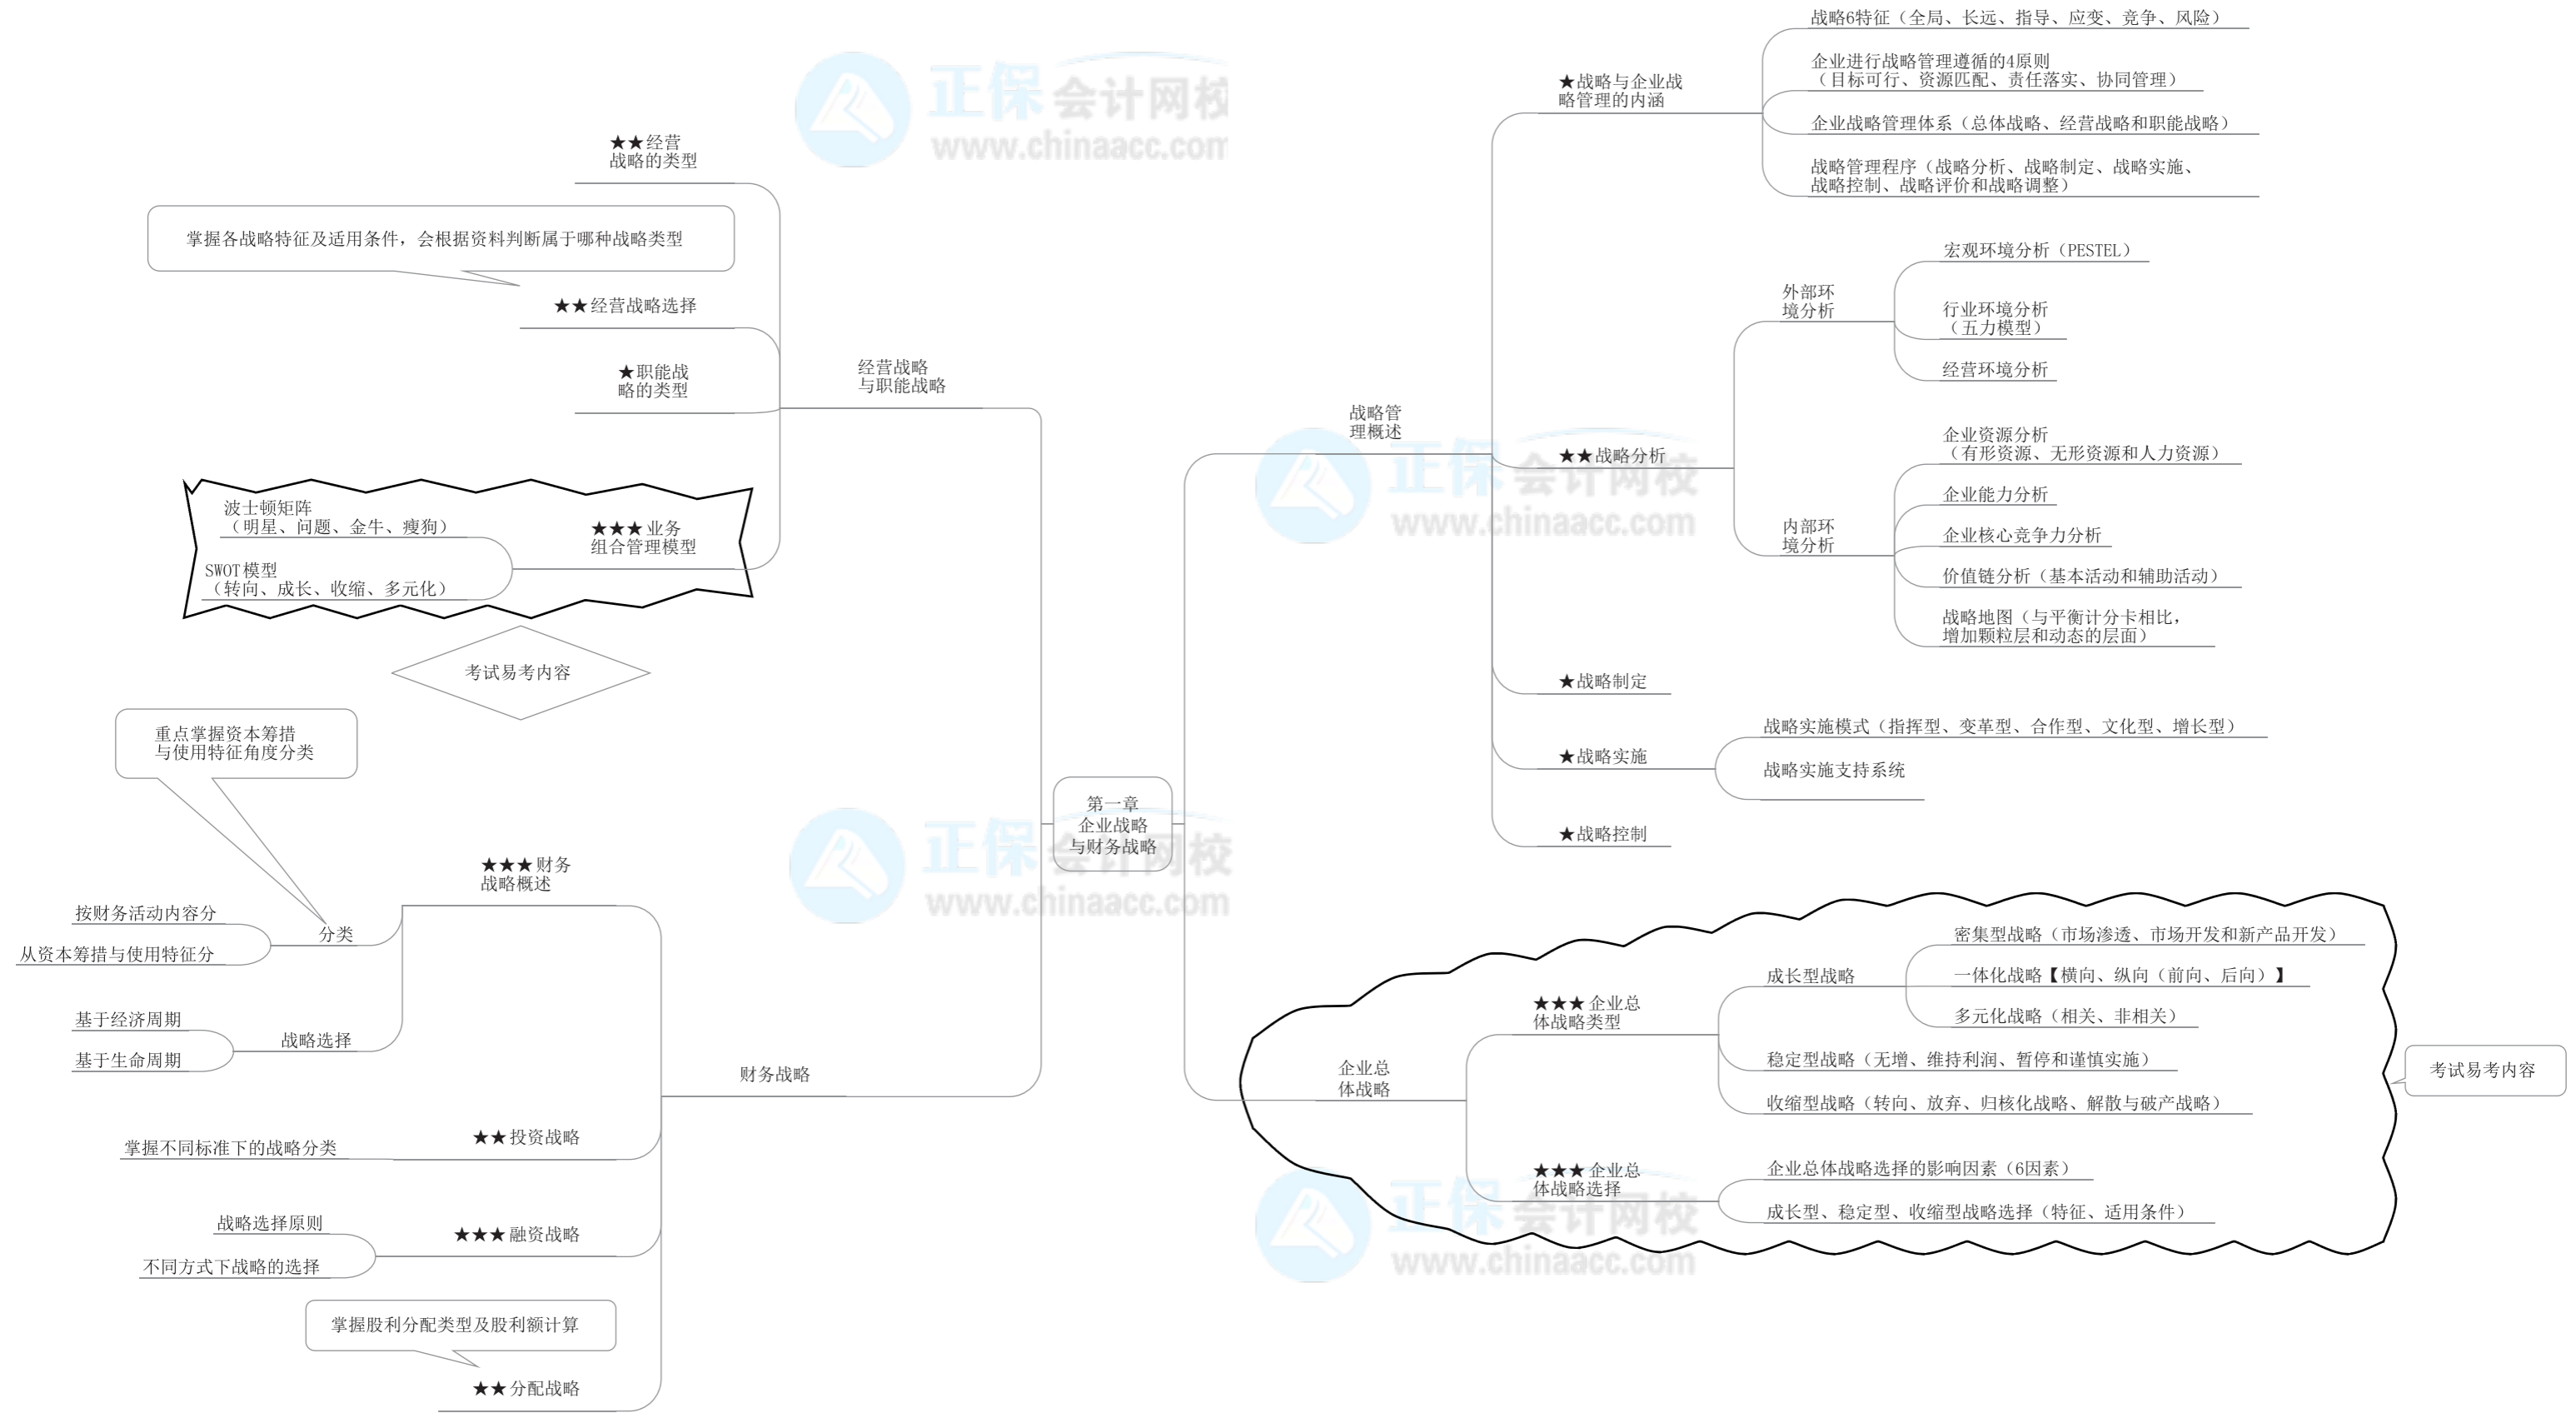 第一章
企业战略
与财务战略
战略管
理概述
★战略与企业战
略管理的内涵
战略6特征（全局、长远、指导、应变、竞争、风险）
企业进行战略管理遵循的4原则
（目标可行、资源匹配、责任落实、协同管理）
企业战略管理体系（总体战略、经营战略和职能战略）
战略管理程序（战略分析、战略制定、战略实施、
战略控制、战略评价和战略调整）
★★战略分析
外部环
境分析
宏观环境分析（PESTEL）
行业环境分析
（五力模型）
经营环境分析
内部环
境分析
企业资源分析
（有形资源、无形资源和人力资源）
企业能力分析
企业核心竞争力分析
价值链分析（基本活动和辅助活动）
战略地图（与平衡计分卡相比，
增加颗粒层和动态的层面）
★战略制定
★战略实施
战略实施模式（指挥型、变革型、合作型、文化型、增长型）
战略实施支持系统
★战略控制
企业总
体战略
★★★企业总
体战略类型
成长型战略
密集型战略（市场渗透、市场开发和新产品开发）
一体化战略【横向、纵向（前向、后向）】
多元化战略（相关、非相关）
稳定型战略（无增、维持利润、暂停和谨慎实施）
收缩型战略（转向、放弃、归核化战略、解散与破产战略）
★★★企业总
体战略选择
企业总体战略选择的影响因素（6因素）
成长型、稳定型、收缩型战略选择（特征、适用条件）
考试易考内容
经营战略
与职能战略
★★经营
战略的类型
掌握各战略特征及适用条件，会根据资料判断属于哪种战略类型
★★经营战略选择
★职能战
略的类型
★★★业务
组合管理模型
波士顿矩阵
（明星、问题、金牛、瘦狗）
SWOT模型
（转向、成长、收缩、多元化）
考试易考内容
财务战略
★★★财务
战略概述
重点掌握资本筹措
与使用特征角度分类
分类
按财务活动内容分
从资本筹措与使用特征分
战略选择
基于经济周期
基于生命周期
★★投资战略
掌握不同标准下的战略分类
★★★融资战略
战略选择原则
不同方式下战略的选择
掌握股利分配类型及股利额计算
★★分配战略
正保会计网校
www.chinaacc.com
正保会计网校
www.chinaacc.com
正保会计网校
www.chinaacc.com
正保会计网校
www.chinaacc.com